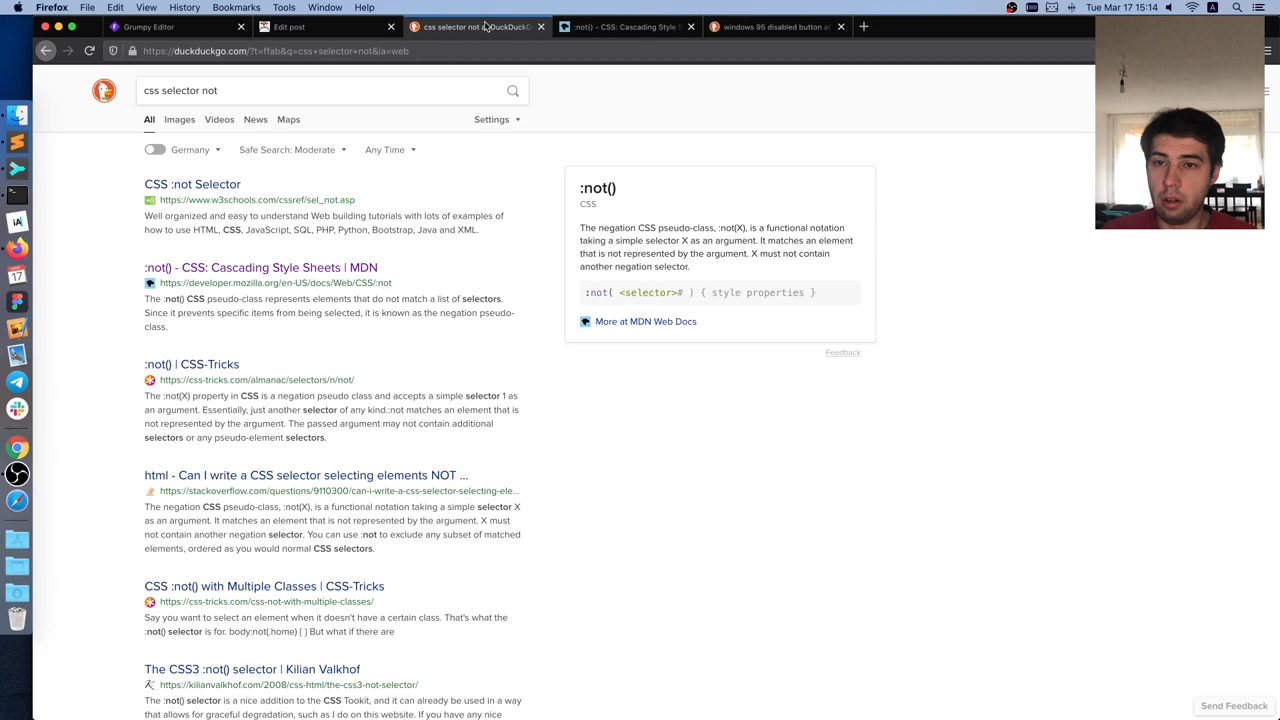 Firefox File Edit View History Bookmarks Tools Window Help
Grumpy Editor
Edit post
css selector not
DuckDuckG
:not() - CSS: Cascading Style S
windows 95 disabled button at
https://duckduckgo.com/?t=ffab&q=css+selector+not&ia=web
css selector not
All Images Videos News Maps Settings
Germany Safe Search: Moderate Any Time
CSS :not Selector
https://www.w3schools.com/cssref/sel_not.asp
Well organized and easy to understand Web building tutorials with lots of examples of
how to use HTML, CSS, JavaScript, SQL, PHP, Python, Bootstrap, Java and XML.
:not() - CSS: Cascading Style Sheets | MDN
https://developer.mozilla.org/en-US/docs/Web/CSS/:not
The :not() CSS pseudo-class represents elements that do not match a list of selectors.
Since it prevents specific items from being selected, it is known as the negation pseudo-
class.
:not() | CSS-Tricks
https://css-tricks.com/almanac/selectors/n/not/
The :not(X) property in CSS is a negation pseudo class and accepts a simple selector 1 as
an argument. Essentially, just another selector of any kind.:not matches an element that is
not represented by the argument. The passed argument may not contain additional
selectors or any pseudo-element selectors.
html - Can I write a CSS selector selecting elements NOT ...
https://stackoverflow.com/questions/9110300/can-i-write-a-css-selector-selecting-ele...
The negation CSS pseudo-class, :not(X), is a functional notation taking a simple selector X
as an argument. It matches an element that is not represented by the argument. X must
not contain another negation selector. You can use :not to exclude any subset of matched
elements, ordered as you would normal CSS selectors.
CSS :not() with Multiple Classes | CSS-Tricks
https://css-tricks.com/css-not-with-multiple-classes/
Say you want to select an element when it doesn't have a certain class. That's what the
:not() selector is for. body:not(.home) { } But what if there are
The CSS3 :not() selector | Kilian Valkhof
https://kilianvalkhof.com/2008/css-html/the-css3-not-selector/
The :not() selector is a nice addition to the CSS Tookit, and it can already be used in a way
that allows for graceful degradation, such as I do on this website. If you have any nice
:not()
CSS
The negation CSS pseudo-class, :not(X), is a functional notation
taking a simple selector X as an argument. It matches an element
that is not represented by the argument. X must not contain
another negation selector.
:not( <selector># ) { style properties }
More at MDN Web Docs
Feedback
Send Feedback